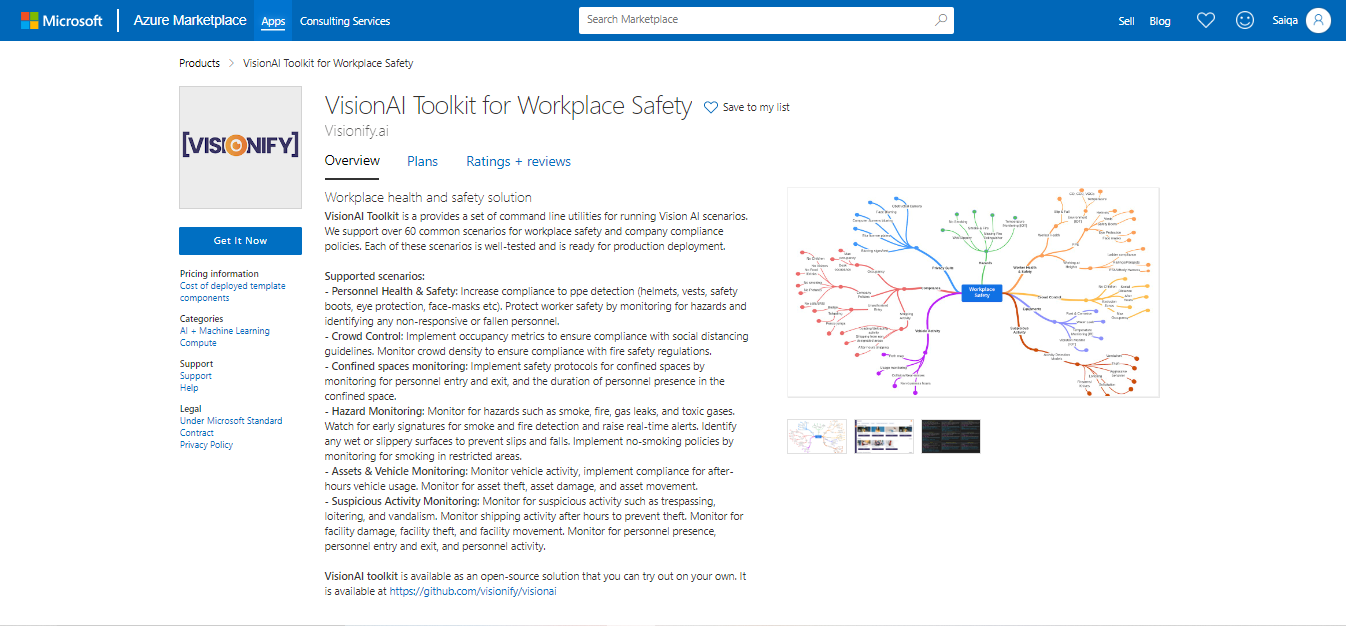 Microsoft
Azure Marketplace
Apps
Consulting Services
Search Marketplace
Sell
Blog
Saiqa
Products
VisionAI Toolkit for Workplace Safety
[VISIONIFY]
Get It Now
Pricing information
Cost of deployed template
components
Categories
AI + Machine Learning
Compute
Support
Support
Help
Legal
Under Microsoft Standard
Contract
Privacy Policy
VisionAI Toolkit for Workplace Safety
Save to my list
Visionify.ai
Overview
Plans
Ratings + reviews
Workplace health and safety solution
VisionAI Toolkit is a provides a set of command line utilities for running Vision AI scenarios.
We support over 60 common scenarios for workplace safety and company compliance
policies. Each of these scenarios is well-tested and is ready for production deployment.
Supported scenarios:
- Personnel Health & Safety: Increase compliance to ppe detection (helmets, vests, safety
boots, eye protection, face-masks etc). Protect worker safety by monitoring for hazards and
identifying any non-responsive or fallen personnel.
- Crowd Control: Implement occupancy metrics to ensure compliance with social distancing
guidelines. Monitor crowd density to ensure compliance with fire safety regulations.
- Confined spaces monitoring: Implement safety protocols for confined spaces by
monitoring for personnel entry and exit, and the duration of personnel presence in the
confined space.
- Hazard Monitoring: Monitor for hazards such as smoke, fire, gas leaks, and toxic gases.
Watch for early signatures for smoke and fire detection and raise real-time alerts. Identify
any wet or slippery surfaces to prevent slips and falls. Implement no-smoking policies by
monitoring for smoking in restricted areas.
- Assets & Vehicle Monitoring: Monitor vehicle activity, implement compliance for after-
hours vehicle usage. Monitor for asset theft, asset damage, and asset movement.
- Suspicious Activity Monitoring: Monitor for suspicious activity such as trespassing,
loitering, and vandalism. Monitor shipping activity after hours to prevent theft. Monitor for
facility damage, facility theft, and facility movement. Monitor for personnel presence,
personnel entry and exit, and personnel activity.
VisionAI toolkit is available as an open-source solution that you can try out on your own. It
is available at https://github.com/visionify/visionai
Workplace
Safety
Privacy Suite
Hazards
Worker Health
& Safety
Crowd Control
Equipment
Suspicious
Activity
Vehicle Activity
Compliance